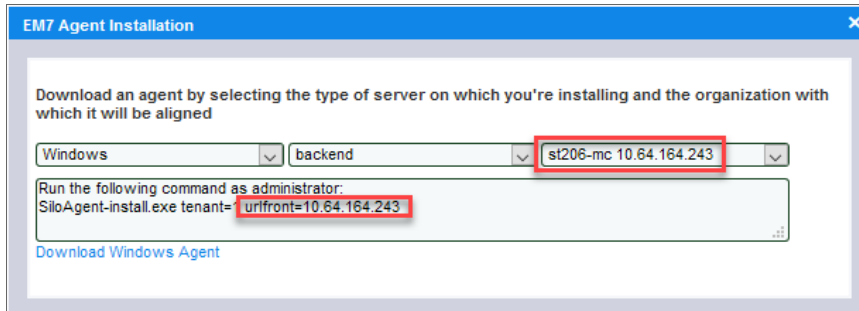 EM7 Agent Installation
Download an agent by selecting the type of server on which you're installing and the organization with
which it will be aligned
Windows backend st206-mc 10.64.164.243
Run the following command as administrator:
SiloAgent-install.exe tenant=1 urlfront=10.64.164.243
Download Windows Agent